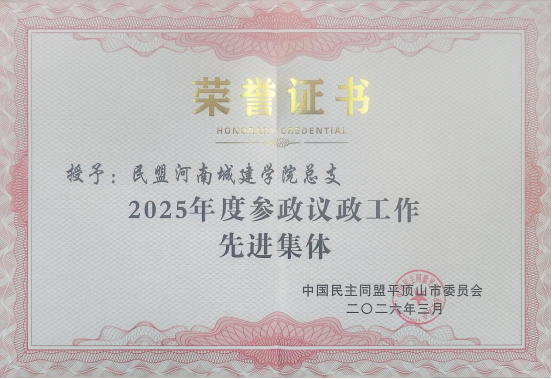 荣誉证书
HONORARY CREDENTIAL
授予：民盟河南城建学院总支
2025年度参政议政工作
先进集体
中国民主同盟平顶山市委员会
二〇二六年三月